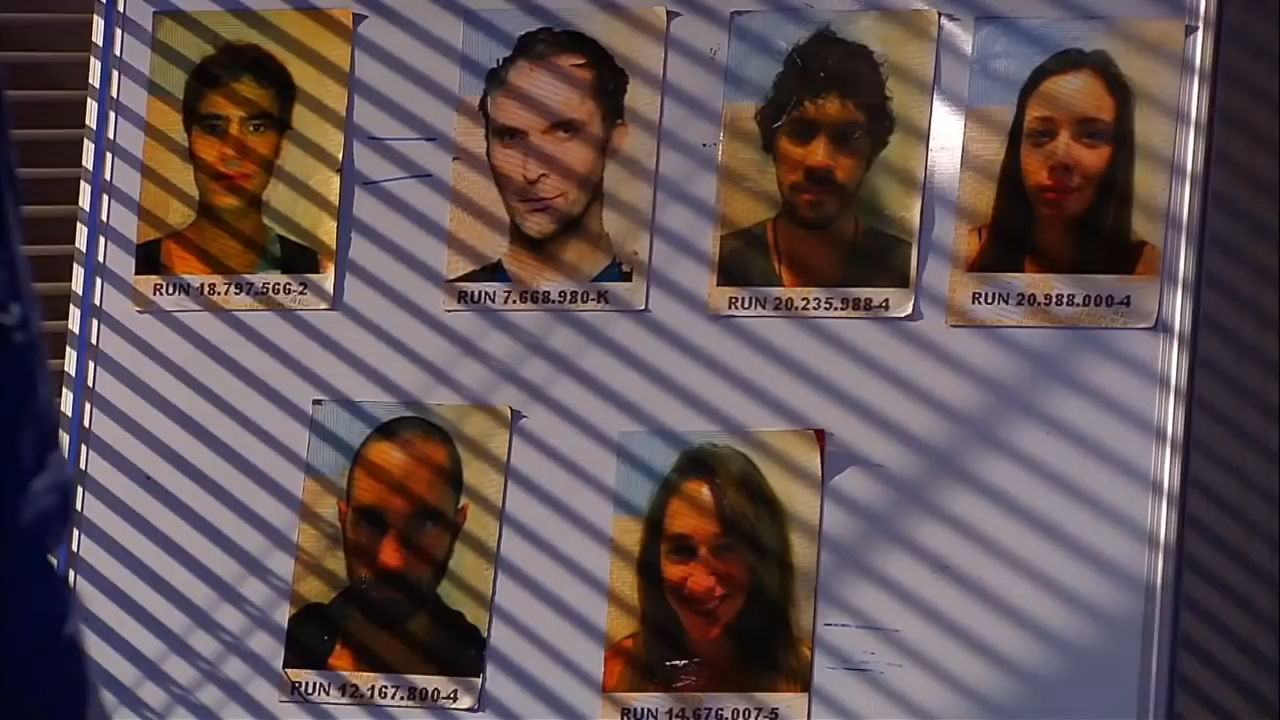 RUN 18.797.566-2
RUN 7.668.980-K
RUN 20.235.988-4
RUN 20.988.000-4
RUN 12.167.800-4
RUN 14.676.007-5